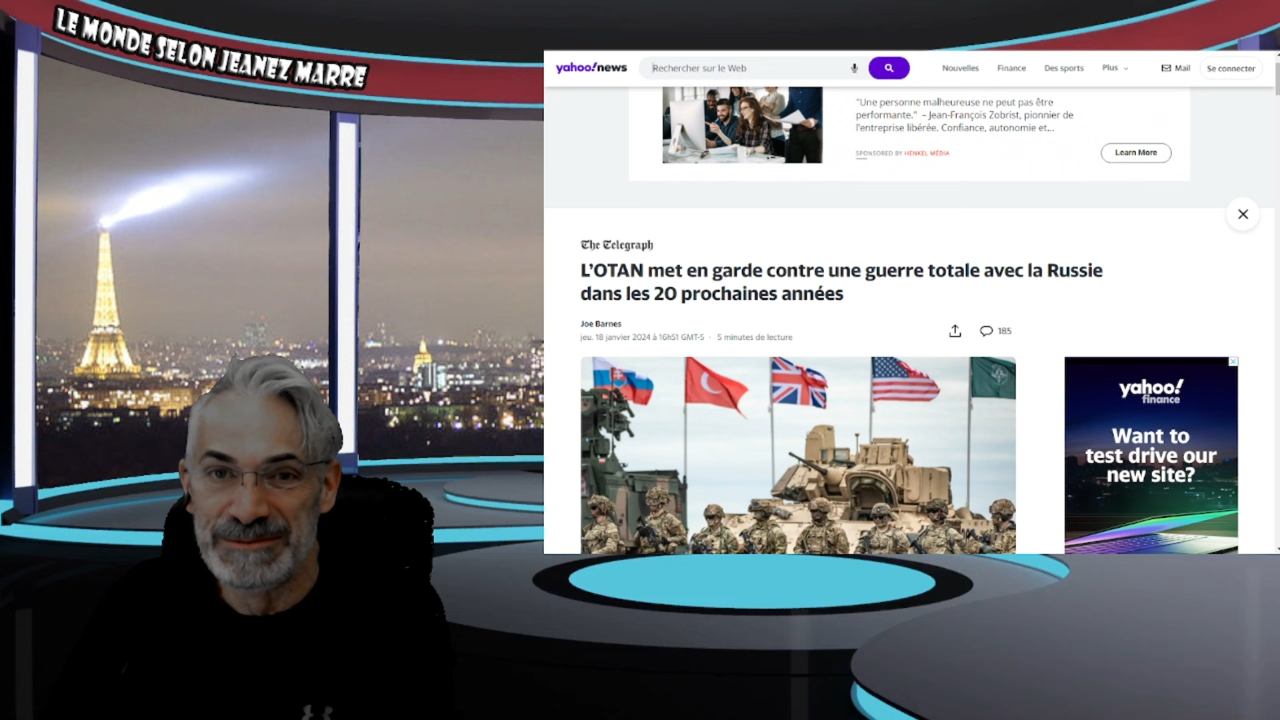 LE MONDE SELON JEANEZ MARRE
yahoo!news
Rechercher sur le Web
Nouvelles
Finance
Des sports
Plus
Mail
Se connecter
"Une personne malheureuse ne peut pas être
performante." – Jean-François Zobrist, pionnier de
l'entreprise libérée. Confiance, autonomie et...
SPONSORED BY HENKEL MÉDIA
Learn More
The Telegraph
L'OTAN met en garde contre une guerre totale avec la Russie
dans les 20 prochaines années
Joe Barnes
jeu. 18 janvier 2024 à 16h51 GMT-5 · 5 minutes de lecture
185
yahoo!
finance
Want to
test drive our
new site?